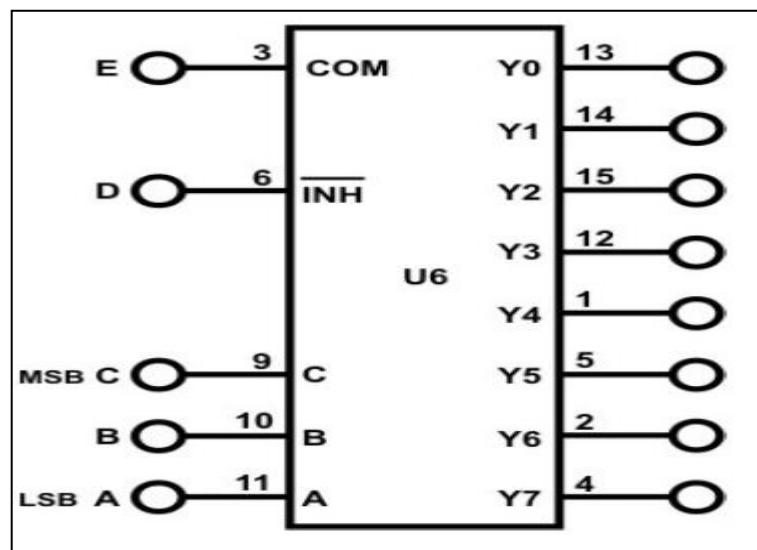 E 3 COM Y0 13
Y1 14
D 6 INH Y2 15
Y3 12
U6
Y4 1
MSB C 9 C Y5 5
B 10 B Y6 2
LSB A 11 A Y7 4